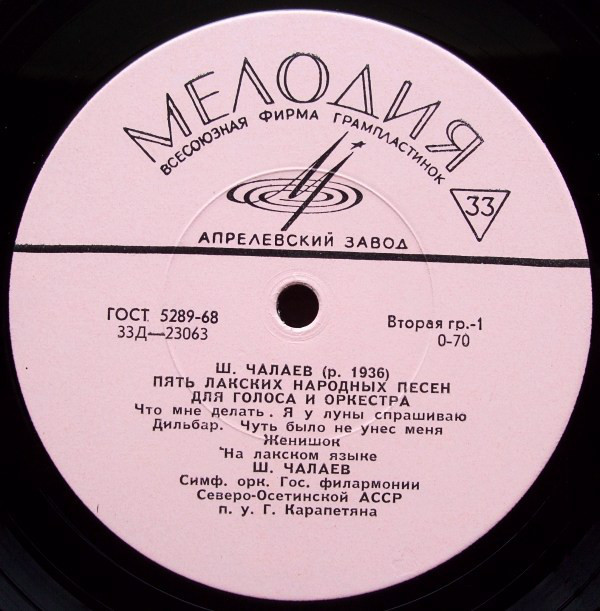 МЕЛОДИЯ
ВСЕСОЮЗНАЯ ФИРМА ГРАМПЛАСТИНОК
33
АПРЕЛЕВСКИЙ ЗАВОД
ГОСТ 5289-68
33Д—23063
Вторая гр.-1
0-70
Ш. ЧАЛАЕВ (р. 1936)
ПЯТЬ ЛАКСКИХ НАРОДНЫХ ПЕСЕН
ДЛЯ ГОЛОСА И ОРКЕСТРА
Что мне делать. Я у луны спрашиваю
Дильбар. Чуть было не унес меня
Женишок
На лакском языке
Ш. ЧАЛАЕВ
Симф. орк. Гос. филармонии
Северо-Осетинской АССР
п. у. Г. Карапетяна